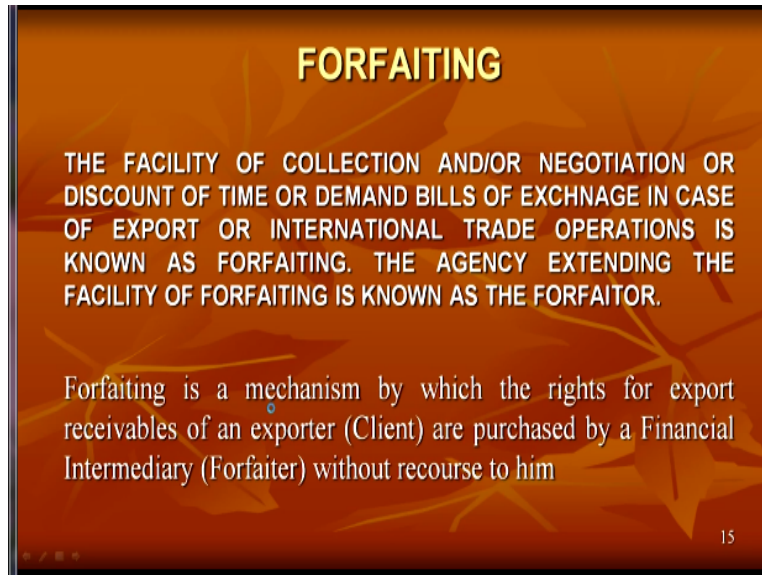 FORFAITING
THE FACILITY OF COLLECTION AND/OR NEGOTIATION OR
DISCOUNT OF TIME OR DEMAND BILLS OF EXCHNAGE IN CASE
OF EXPORT OR INTERNATIONAL TRADE OPERATIONS IS
KNOWN AS FORFAITING. THE AGENCY EXTENDING THE
FACILITY OF FORFAITING IS KNOWN AS THE FORFAITOR.
Forfaiting is a mechanism by which the rights for export
receivables of an exporter (Client) are purchased by a Financial
Intermediary (Forfaiter) without recourse to him
15